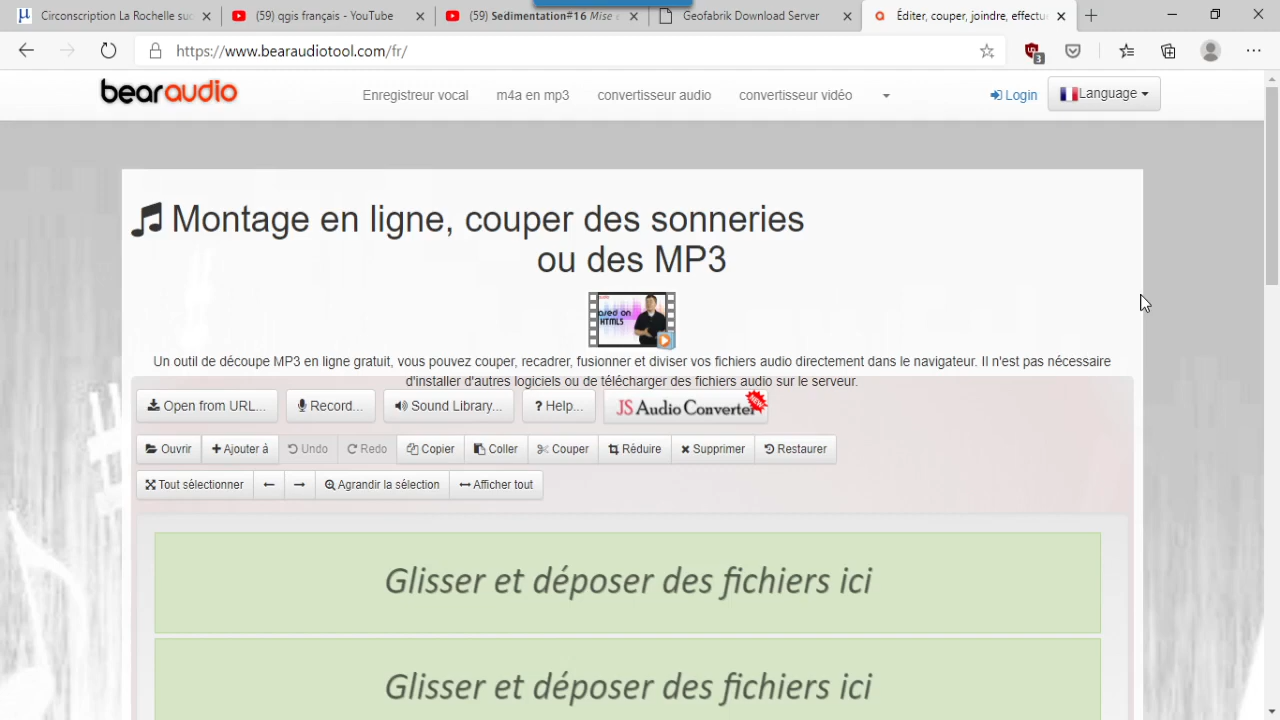 Circonscription La Rochelle su
(59) qgis français - YouTube
(59) Sedimentation#16 Mise e
Geofabrik Download Server
Éditer, couper, joindre, effectu
https://www.bearaudiotool.com/fr/
3
bearaudio
Enregistreur vocal
m4a en mp3
convertisseur audio
convertisseur vidéo
Login
Language
Montage en ligne, couper des sonneries
ou des MP3
ased on
HTML5
Un outil de découpe MP3 en ligne gratuit, vous pouvez couper, recadrer, fusionner et diviser vos fichiers audio directement dans le navigateur. Il n'est pas nécessaire
d'installer d'autres logiciels ou de télécharger des fichiers audio sur le serveur.
Open from URL...
Record...
Sound Library...
? Help...
JS Audio Converter
Ouvrir
Ajouter à
Undo
Redo
Copier
Coller
Couper
Réduire
Supprimer
Restaurer
Tout sélectionner
Agrandir la sélection
Afficher tout
Glisser et déposer des fichiers ici
Glisser et déposer des fichiers ici